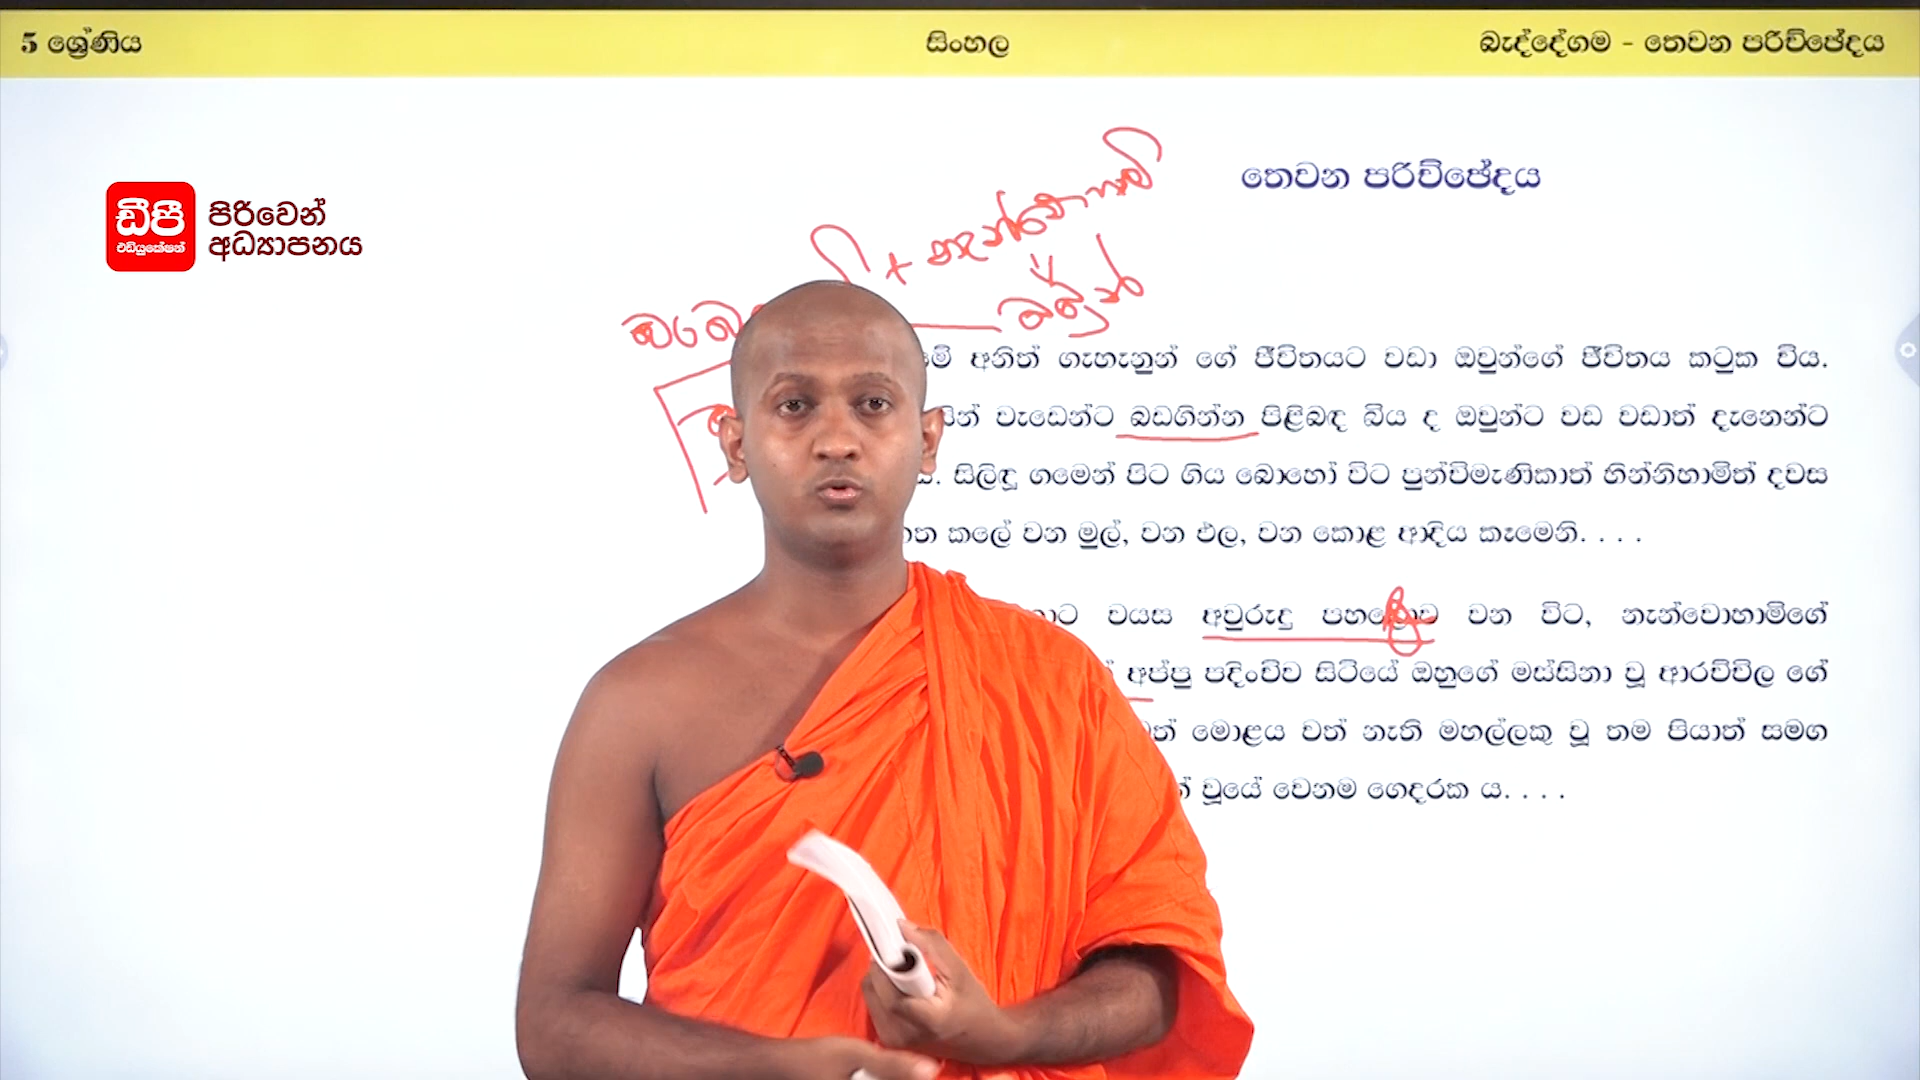 5 ශ්‍රේණිය
සිංහල
බැද්දේගම - තෙවන පරිච්ඡේදය
ඩීපී
එඩියුකේෂන්
පිරිවෙන්
අධ්‍යාපනය
තෙවන පරිච්ඡේදය
අනිත් ගැහැනුන් ගේ ජීවිතයට වඩා ඔවුන්ගේ ජීවිතය කටුක විය.
වැඩෙන්ට බඩගින්න පිළිබඳ බිය ද ඔවුන්ට වඩ වඩාත් දැනෙන්ට
සිලිඳූ ගමෙන් පිට ගිය බොහෝ විට පුන්චිමැණිකාත් හින්නිහාමිත් දවස
කලේ වන මුල්, වන ඵල, වන කොළ ආදිය කෑමෙනි. . . .
වයස අවුරුදු පහළොව වන විට, නැන්චොහාමිගේ
අප්පු පදිංචිව සිටියේ ඔහුගේ මස්සිනා වූ ආරච්චිල ගේ
මොළය වත් නැති මහල්ලකු වූ තම පියාත් සමග
වූයේ වෙනම ගෙදරක ය. . . .